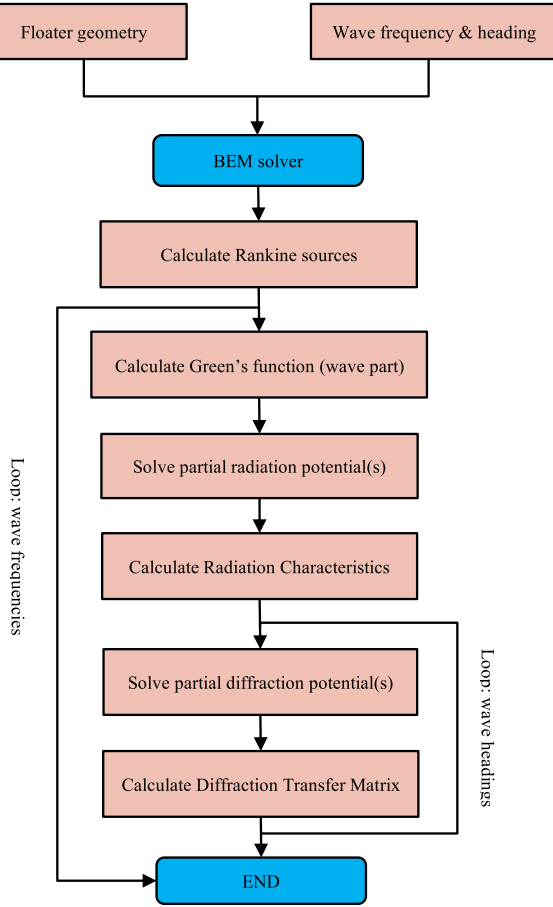 Floater geometry
Wave frequency & heading
BEM solver
Calculate Rankine sources
Calculate Green’s function (wave part)
Solve partial radiation potential(s)
Calculate Radiation Characteristics
Loop: wave frequencies
Solve partial diffraction potential(s)
Loop: wave headings
Calculate Diffraction Transfer Matrix
END